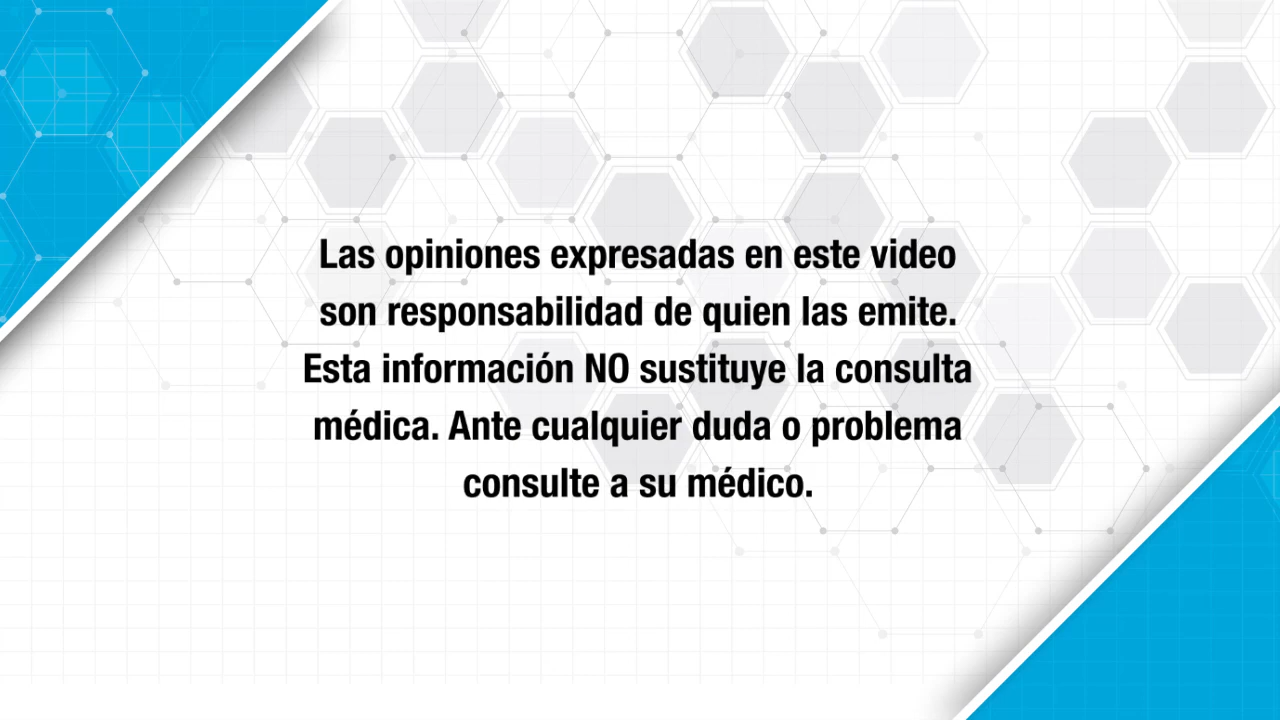 Las opiniones expresadas en este video
son responsabilidad de quien las emite.
Esta información NO sustituye la consulta
médica. Ante cualquier duda o problema
consulte a su médico.